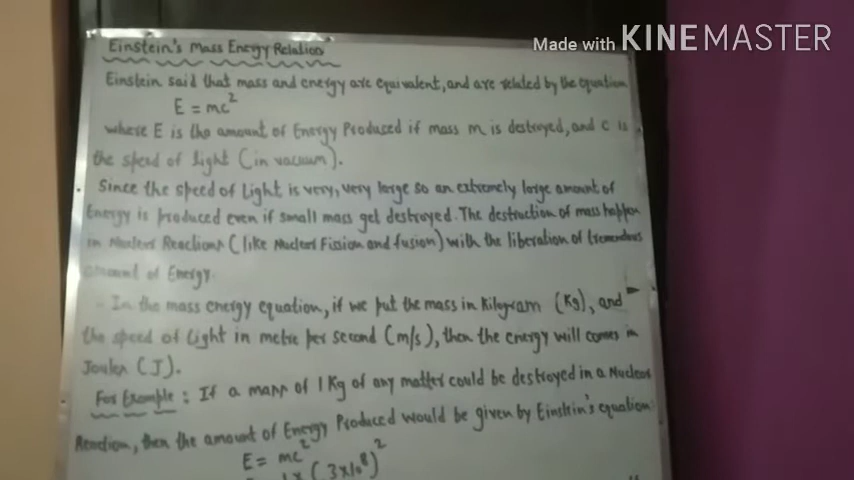 Made with KINEMASTER
Einstein's Mass Energy Relation
Einstein said that mass and energy are equivalent, and are related by the equation
E = mc²
where E is the amount of Energy Produced if mass m is destroyed, and c is
the speed of light (in vacuum).
Since the speed of Light is very, very large so an extremely large amount of
Energy is produced even if small mass get destroyed. The destruction of mass happen
in Nuclear Reactions (like Nuclear Fission and fusion) with the liberation of tremendous
amount of Energy.
- In the mass energy equation, if we put the mass in Kilogram (Kg), and
the speed of Light in metre per second (m/s), then the energy will comes in
Joules (J).
For Example: If a mass of 1 Kg of any matter could be destroyed in a Nuclear
Reaction, then the amount of Energy Produced would be given by Einstein's equation:
E = mc²
1 × (3×10⁸)²